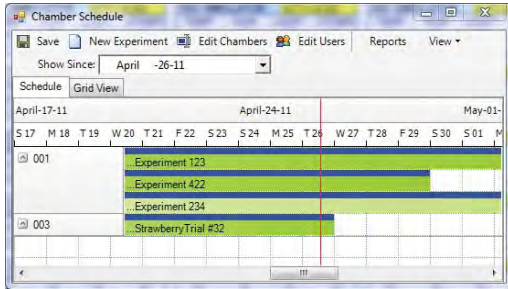 Chamber Schedule
Save New Experiment Edit Chambers Edit Users Reports View
Show Since: April -26-11
Schedule Grid View
April-17-11 April-24-11 May-01-
S 17 M 18 T 19 W 20 T 21 F 22 S 23 S 24 M 25 T 26 W 27 T 28 F 29 S 30 S 01 M
001 ...Experiment 123
...Experiment 422
...Experiment 234
003 ...StrawberryTrial #32